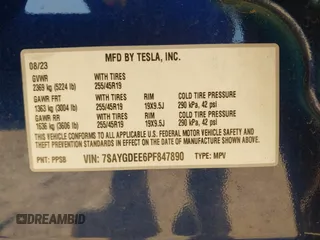 MFD BY TESLA, INC.
08/23
GVWR WITH TIRES
2369 kg (5224 lb) 255/45R19
GAWR FRT WITH TIRES RIM COLD TIRE PRESSURE
1363 kg (3004 lb) 255/45R19 19X9.5J 290 kPa, 42 psi
GAWR RR WITH TIRES RIM COLD TIRE PRESSURE
1636 kg (3606 lb) 255/45R19 19X9.5J 290 kPa, 42 psi
THIS VEHICLE CONFORMS TO ALL APPLICABLE U.S. FEDERAL MOTOR VEHICLE SAFETY
AND THEFT PREVENTION STANDARDS IN EFFECT ON THE DATE OF MANUFACTURE SHOWN ABOVE.
PNT: PPSB VIN: 7SAYGDEE6PF847890 TYPE: MPV
DREAMBID